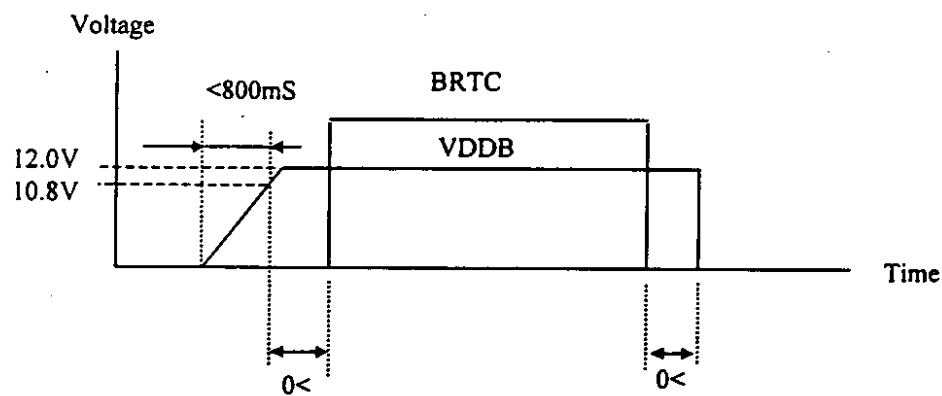 Voltage
<800mS
BRTC
VDDB
12.0V
10.8V
Time
0<
0<